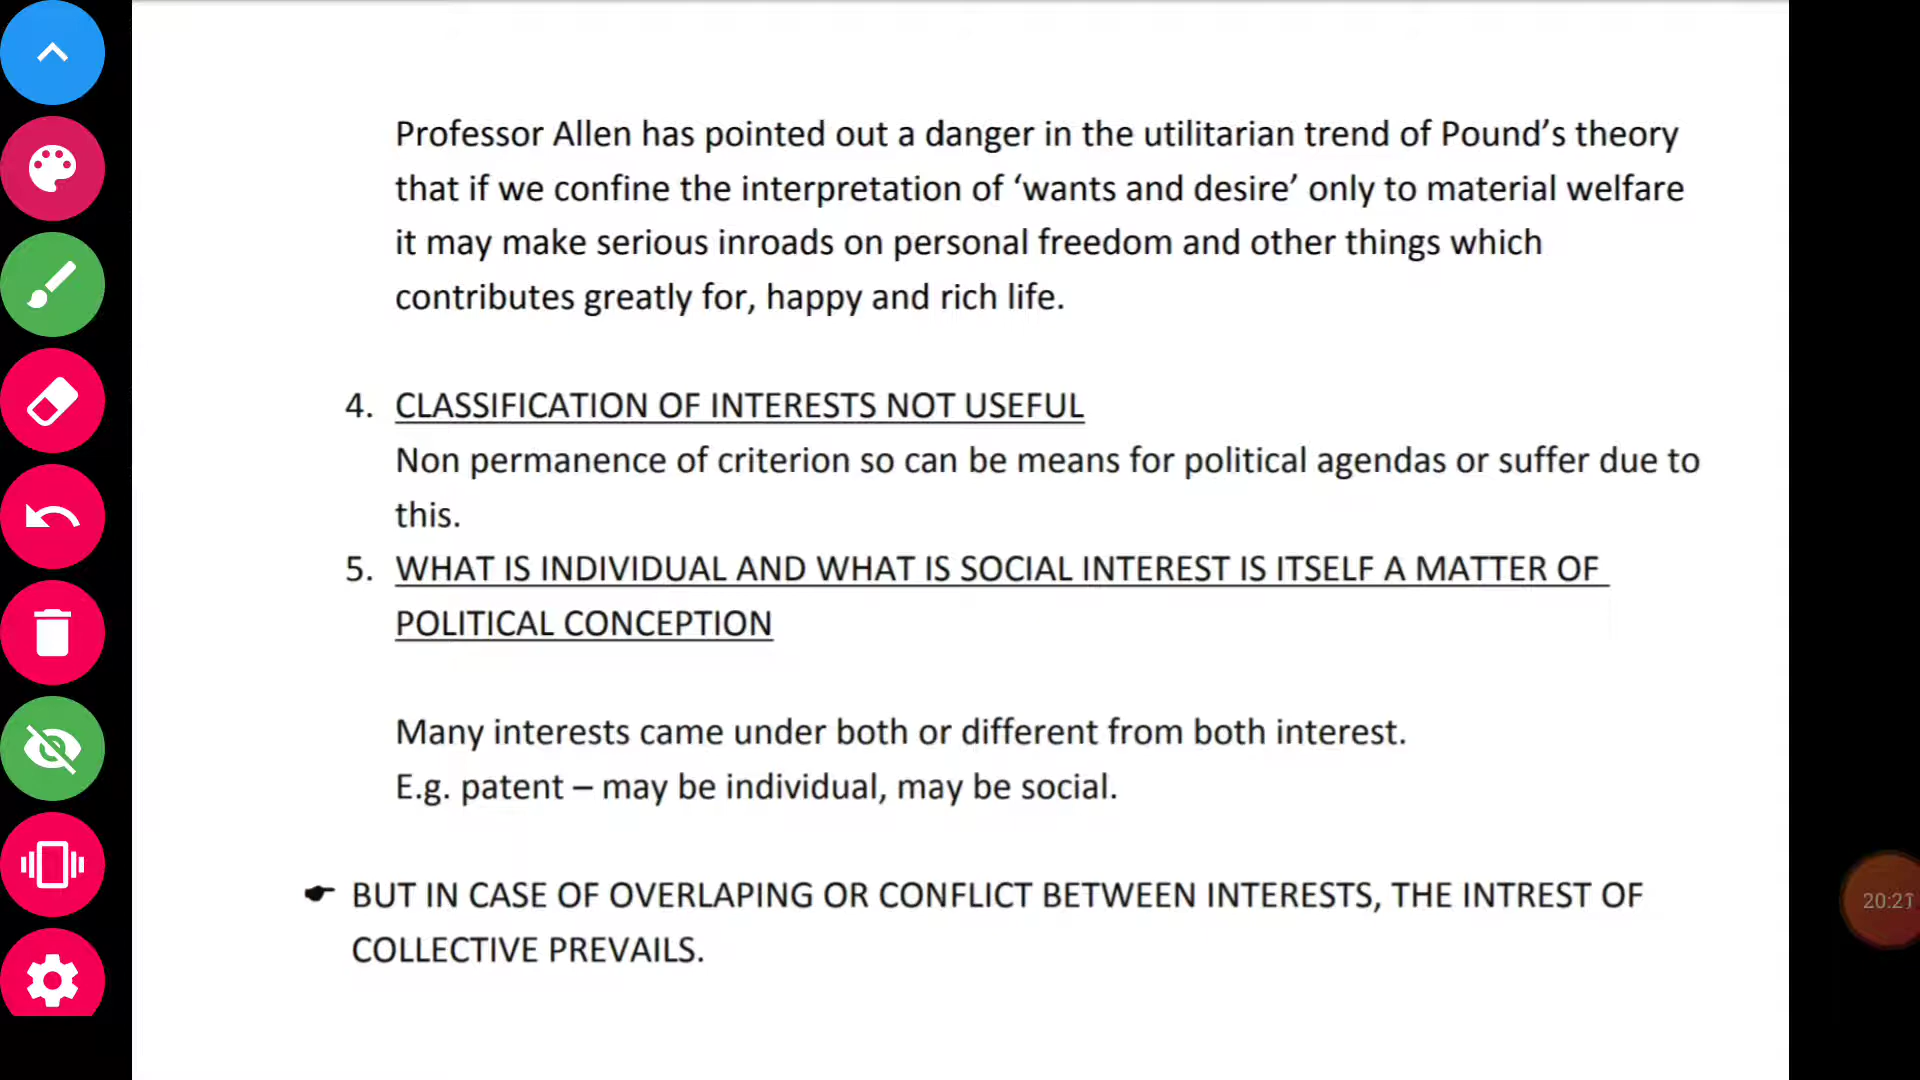 Professor Allen has pointed out a danger in the utilitarian trend of Pound’s theory
that if we confine the interpretation of ‘wants and desire’ only to material welfare
it may make serious inroads on personal freedom and other things which
contributes greatly for, happy and rich life.
4. CLASSIFICATION OF INTERESTS NOT USEFUL
Non permanence of criterion so can be means for political agendas or suffer due to
this.
5. WHAT IS INDIVIDUAL AND WHAT IS SOCIAL INTEREST IS ITSELF A MATTER OF
POLITICAL CONCEPTION
Many interests came under both or different from both interest.
E.g. patent – may be individual, may be social.
☛ BUT IN CASE OF OVERLAPING OR CONFLICT BETWEEN INTERESTS, THE INTREST OF
COLLECTIVE PREVAILS.